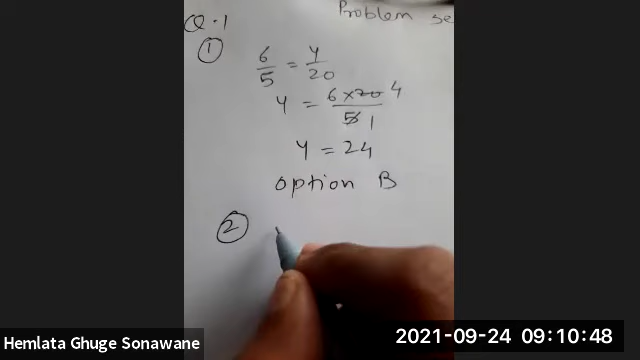 Problem se
Q.1
① 6/5 = y/20
y = 6 × 20 4 / 5 1
y = 24
option B
②
Hemlata Ghuge Sonawane
2021-09-24 09:10:48